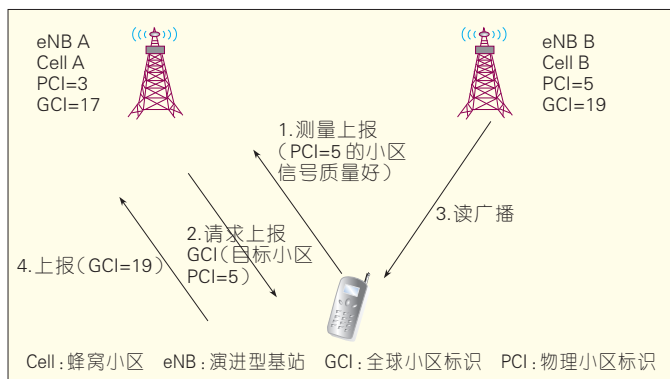 eNB A
Cell A
PCI=3
GCI=17
eNB B
Cell B
PCI=5
GCI=19
1.测量上报
(PCI=5的小区
信号质量好)
3.读广播
2.请求上报
GCI(目标小区
PCI=5)
4.上报(GCI=19)
Cell:蜂窝小区 eNB:演进型基站 GCI:全球小区标识 PCI:物理小区标识